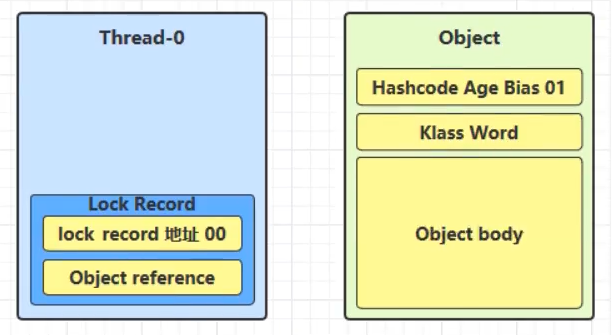 Thread-0
Lock Record
lock record 地址 00
Object reference
Object
Hashcode Age Bias 01
Klass Word
Object body